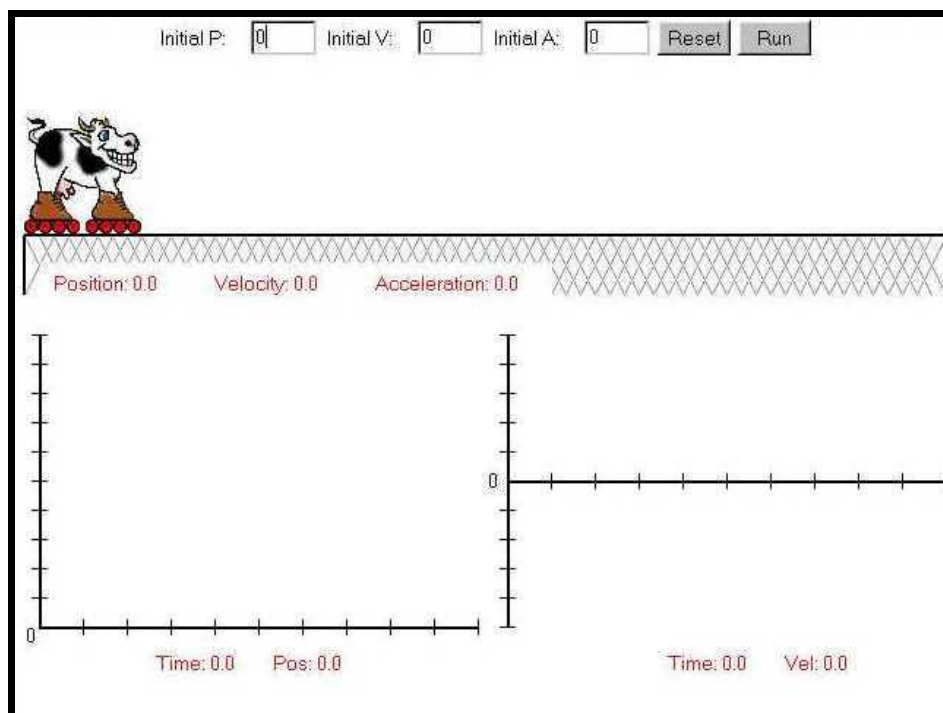 Initial P: 0 Initial V: 0 Initial A: 0 Reset Run
Position: 0.0 Velocity: 0.0 Acceleration: 0.0
0
0
Time: 0.0 Pos: 0.0 Time: 0.0 Vel: 0.0